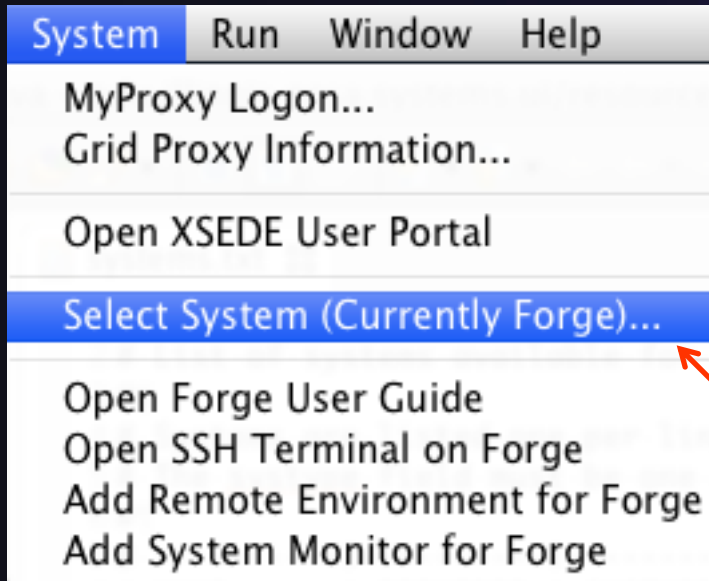 System Run Window Help
MyProxy Logon...
Grid Proxy Information...
Open XSEDE User Portal
Select System (Currently Forge)...
Open Forge User Guide
Open SSH Terminal on Forge
Add Remote Environment for Forge
Add System Monitor for Forge